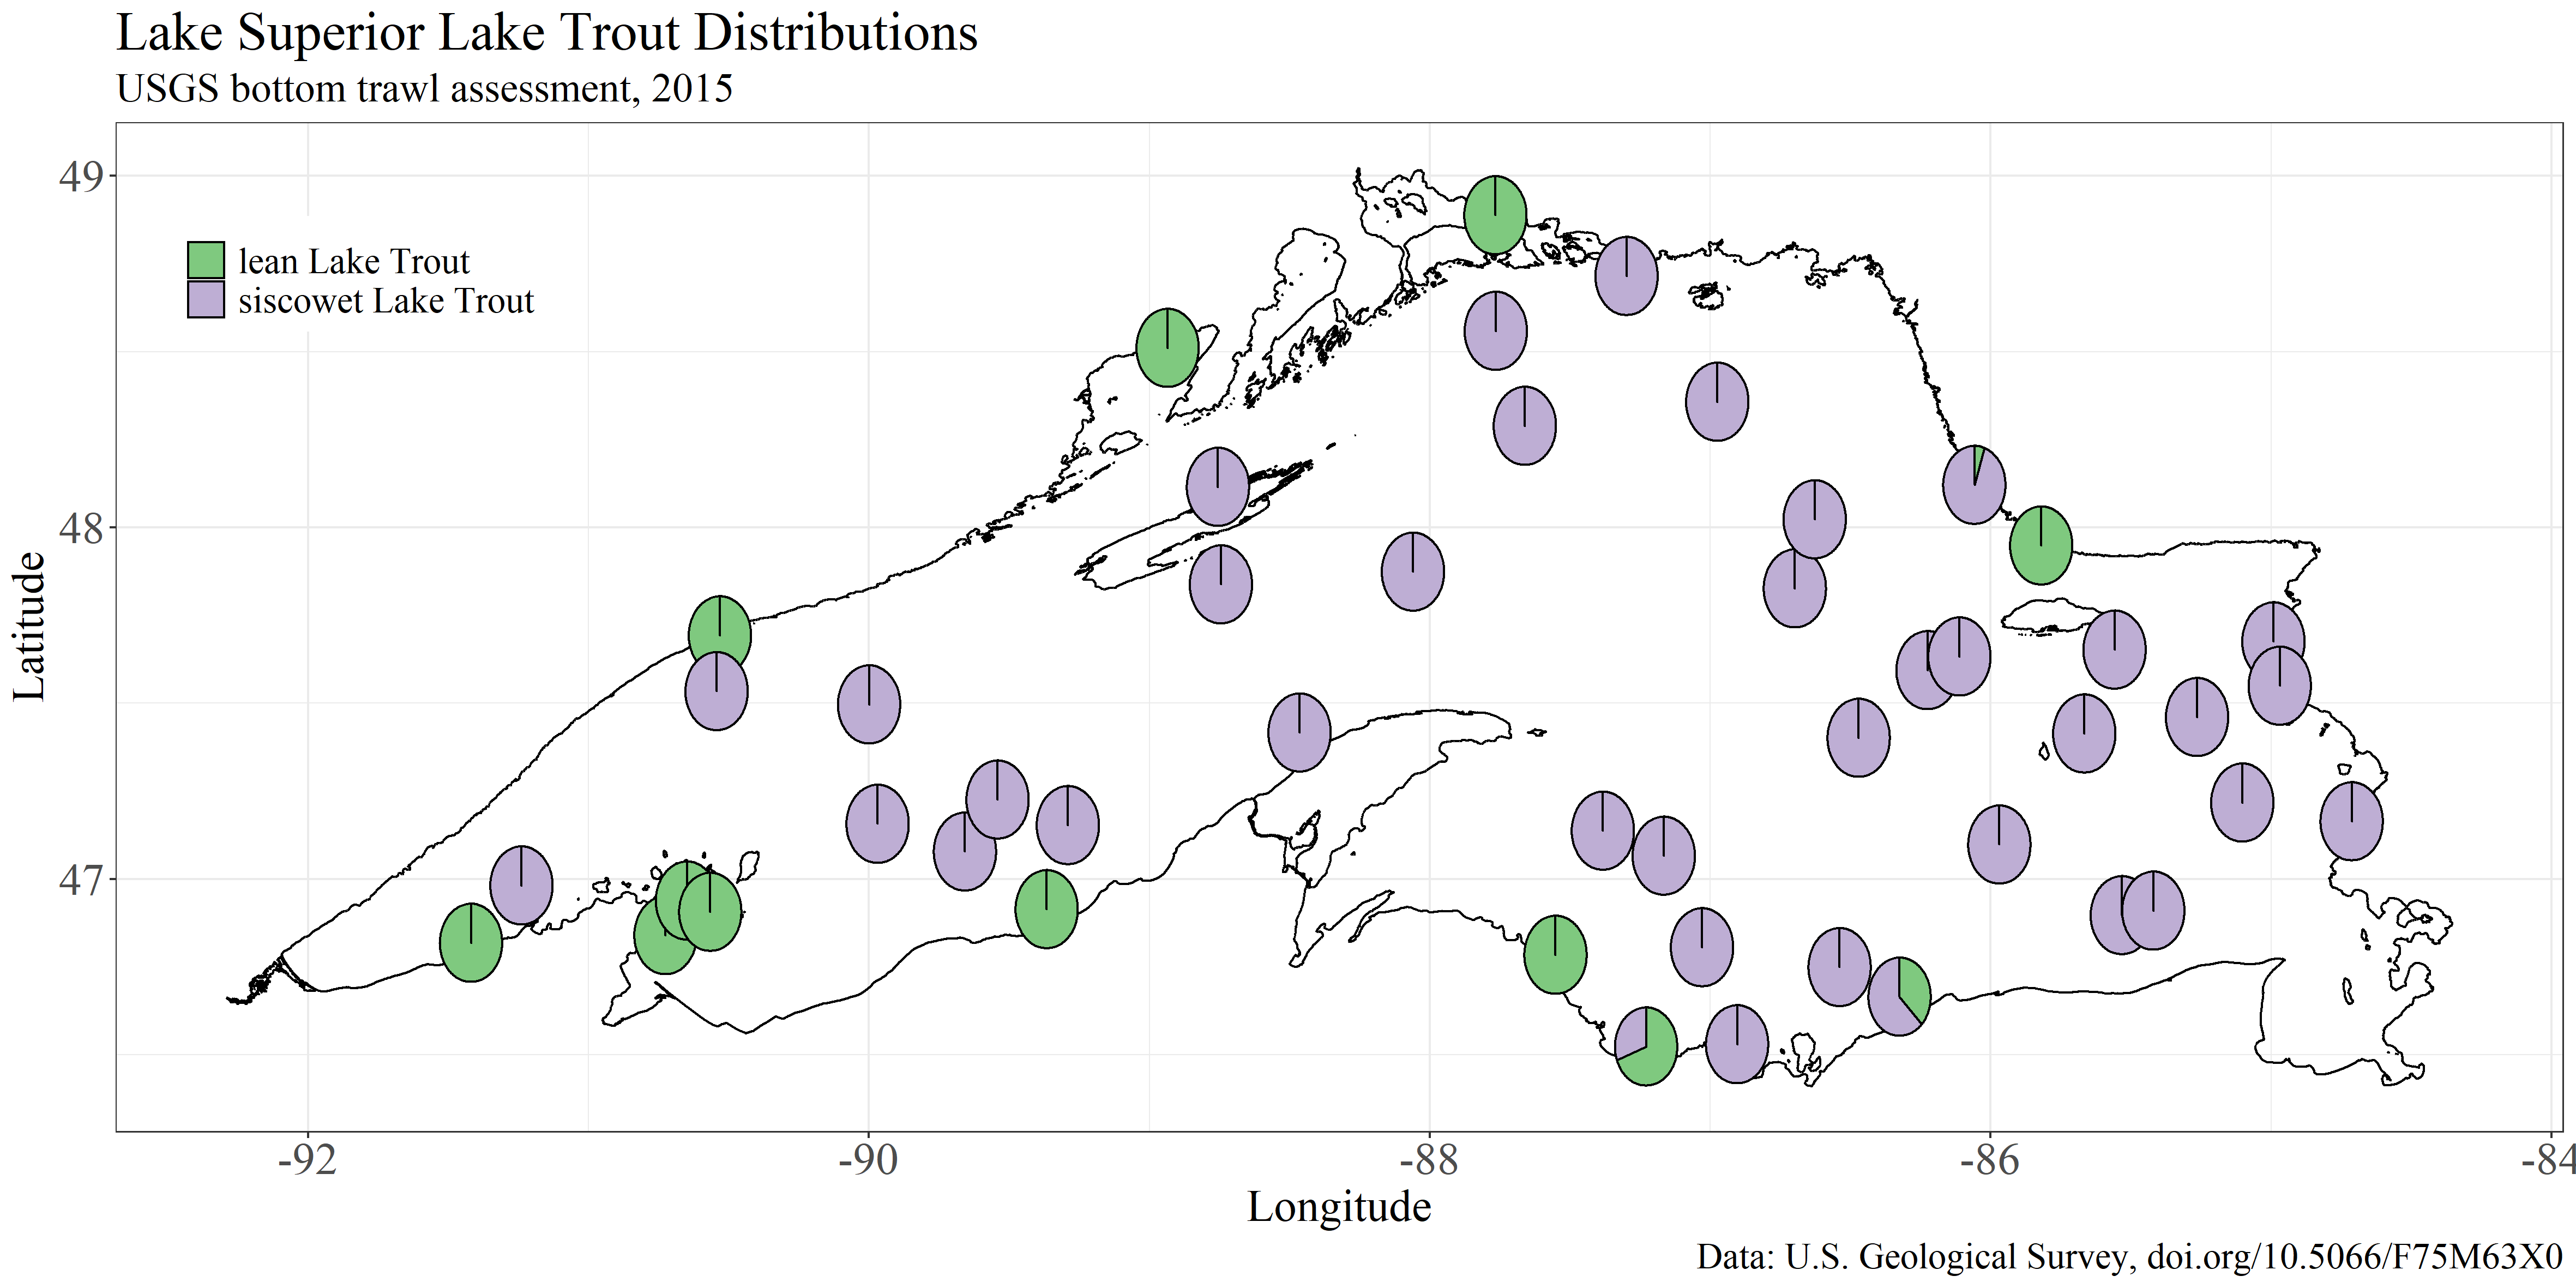 Lake Superior Lake Trout Distributions
USGS bottom trawl assessment, 2015
49
48
47
Latitude
lean Lake Trout
siscowet Lake Trout
-92 -90 -88 -86 -84
Longitude
Data: U.S. Geological Survey, doi.org/10.5066/F75M63X0